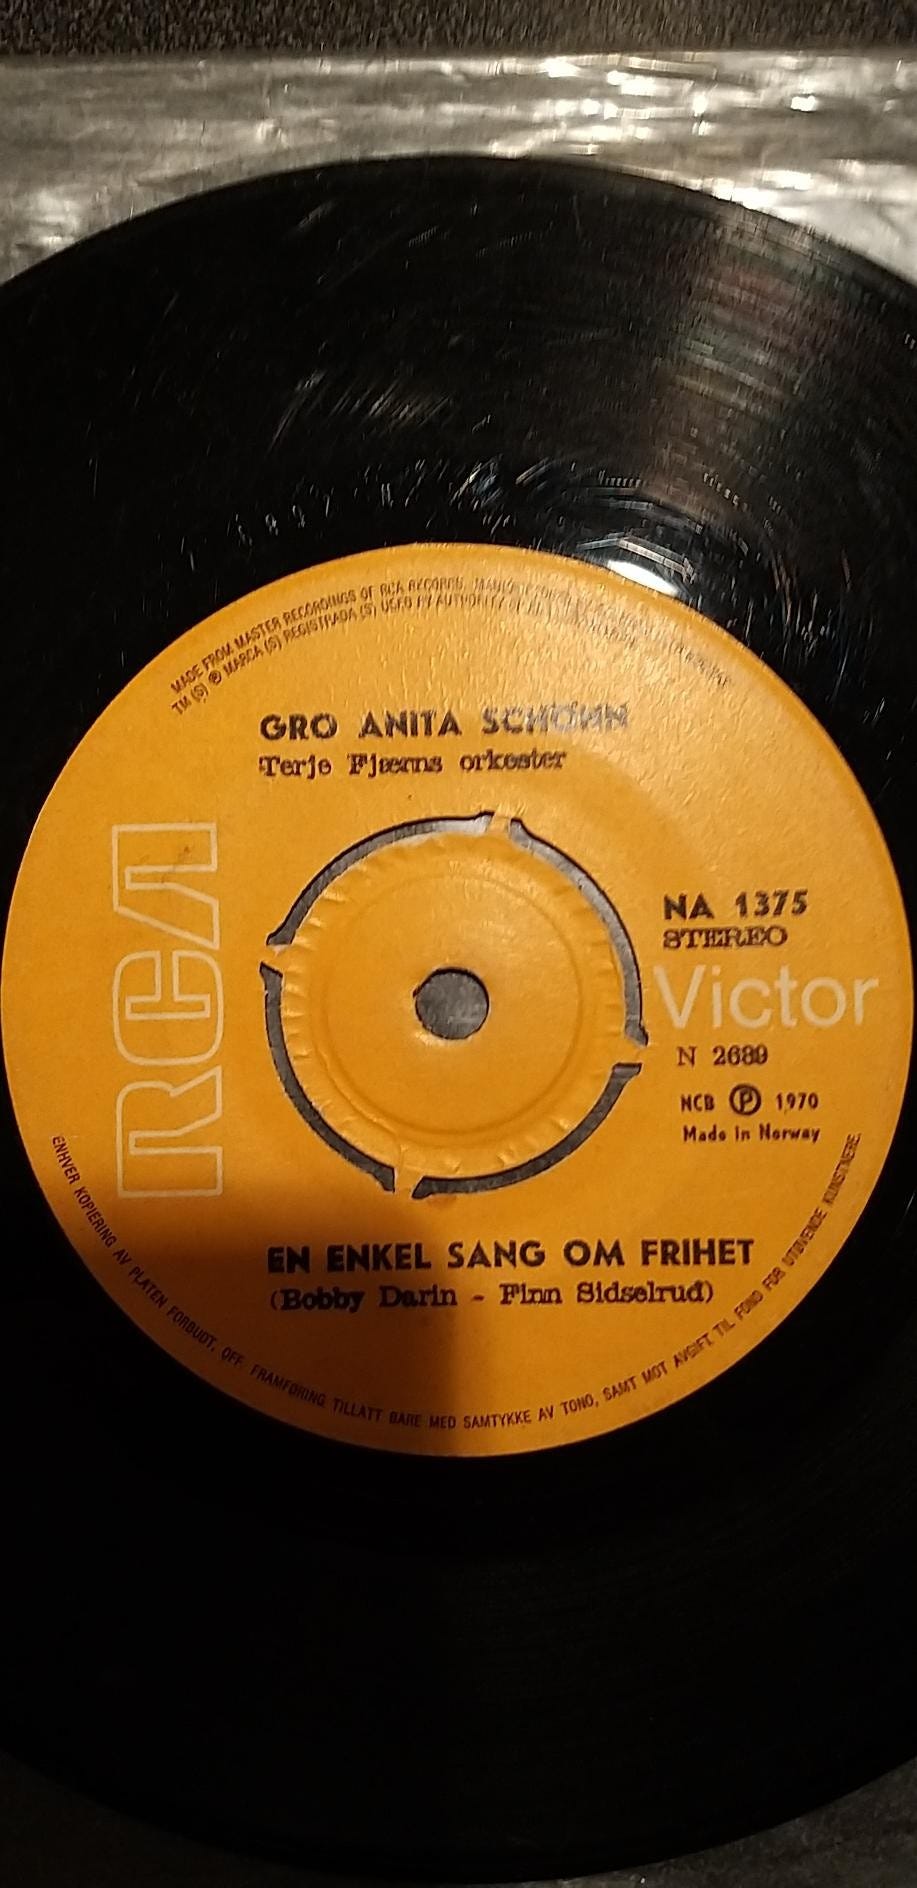 MADE FROM MASTER RECORDINGS OF RCA RECORDS.
TM (S) ® MARCA (S) REGISTRADA (S) USED BY AUTHORITY OF
GRO ANITA SCHÖNN
Terje Fjærns orkester
RCA
NA 1375
STEREO
Victor
N 2689
NCB Ⓟ 1970
Made in Norway
EN ENKEL SANG OM FRIHET
(Bobby Darin - Finn Sidselrud)
ENHVER KOPIERING AV PLATEN FORBUDT, OFF. FRAMFØRING TILLATT BARE MED SAMTYKKE AV TONO, SAMT MOT AVGIFT TIL FOND FOR UTØVENDE KUNSTNERE